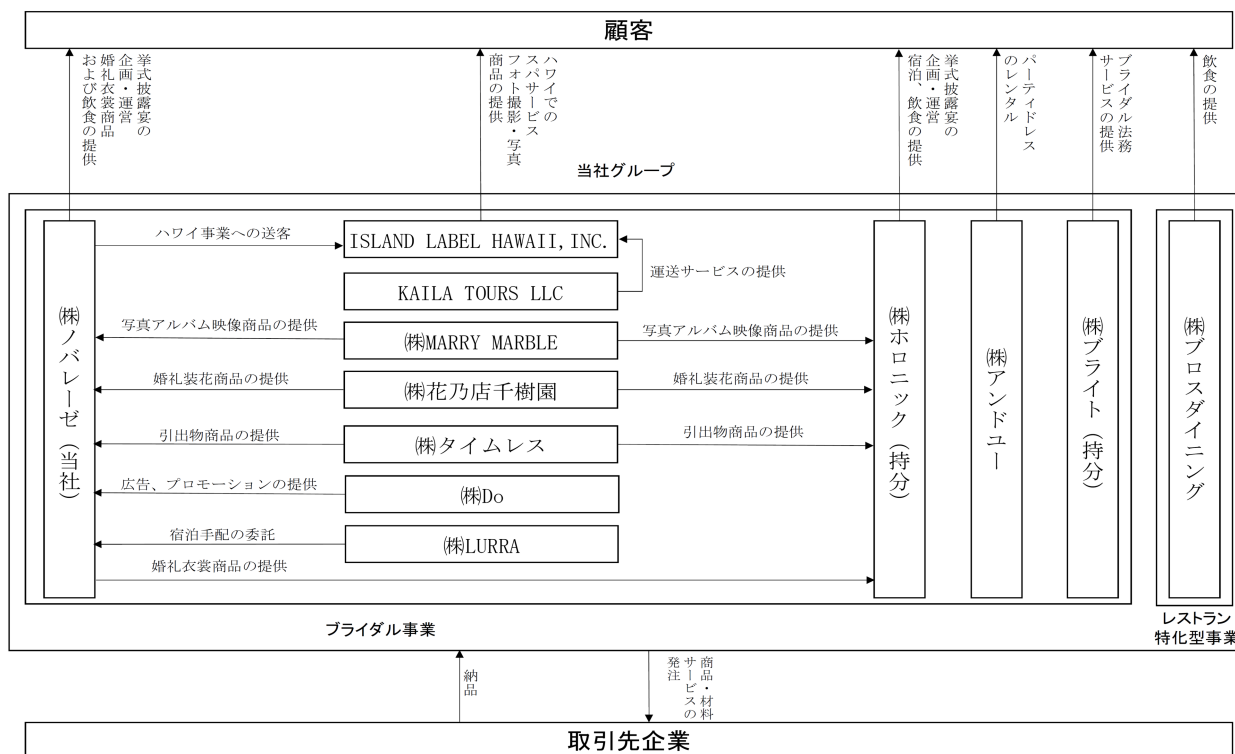 顧客
挙式披露宴の
企画・運営
婚礼衣裳商品
および飲食の提供
ハワイでの
スパサービス
フォト撮影・写真
商品の提供
挙式披露宴の
企画・運営
宿泊、飲食の提供
パーティドレス
のレンタル
ブライダル法務
サービスの提供
飲食の提供
当社グループ
㈱ノバレーゼ（当社）
ハワイ事業への送客
ISLAND LABEL HAWAII,INC.
運送サービスの提供
KAILA TOURS LLC
写真アルバム映像商品の提供
㈱MARRY MARBLE
写真アルバム映像商品の提供
婚礼装花商品の提供
㈱花乃店千樹園
婚礼装花商品の提供
引出物商品の提供
㈱タイムレス
引出物商品の提供
広告、プロモーションの提供
㈱Do
宿泊手配の委託
㈱LURRA
婚礼衣裳商品の提供
㈱ホロニック（持分）
㈱アンドユー
㈱ブライト（持分）
㈱ブロスダイニング
ブライダル事業
レストラン
特化型事業
納品
商品・材料
サービスの
発注
取引先企業